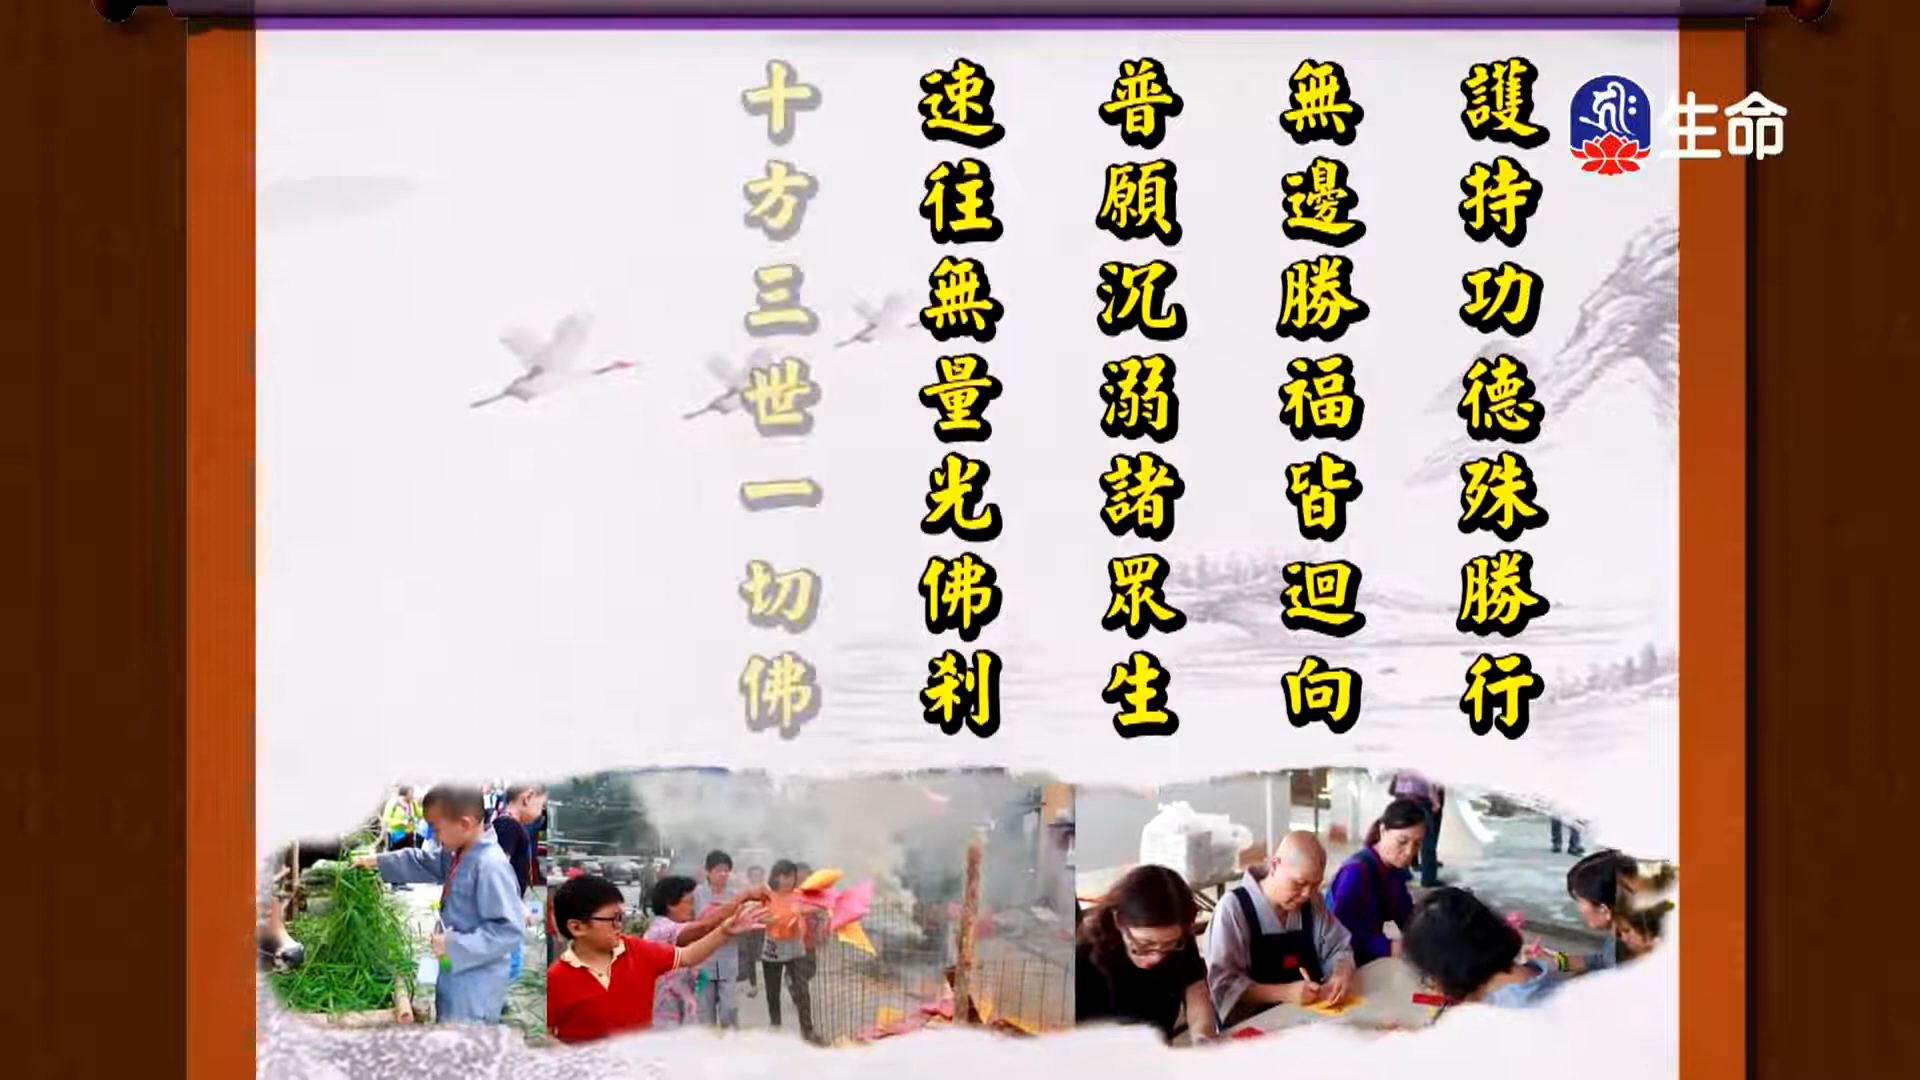 護持功德殊勝行
無邊勝福皆迴向
普願沉溺諸眾生
速往無量光佛剎
十方三世一切佛
生命